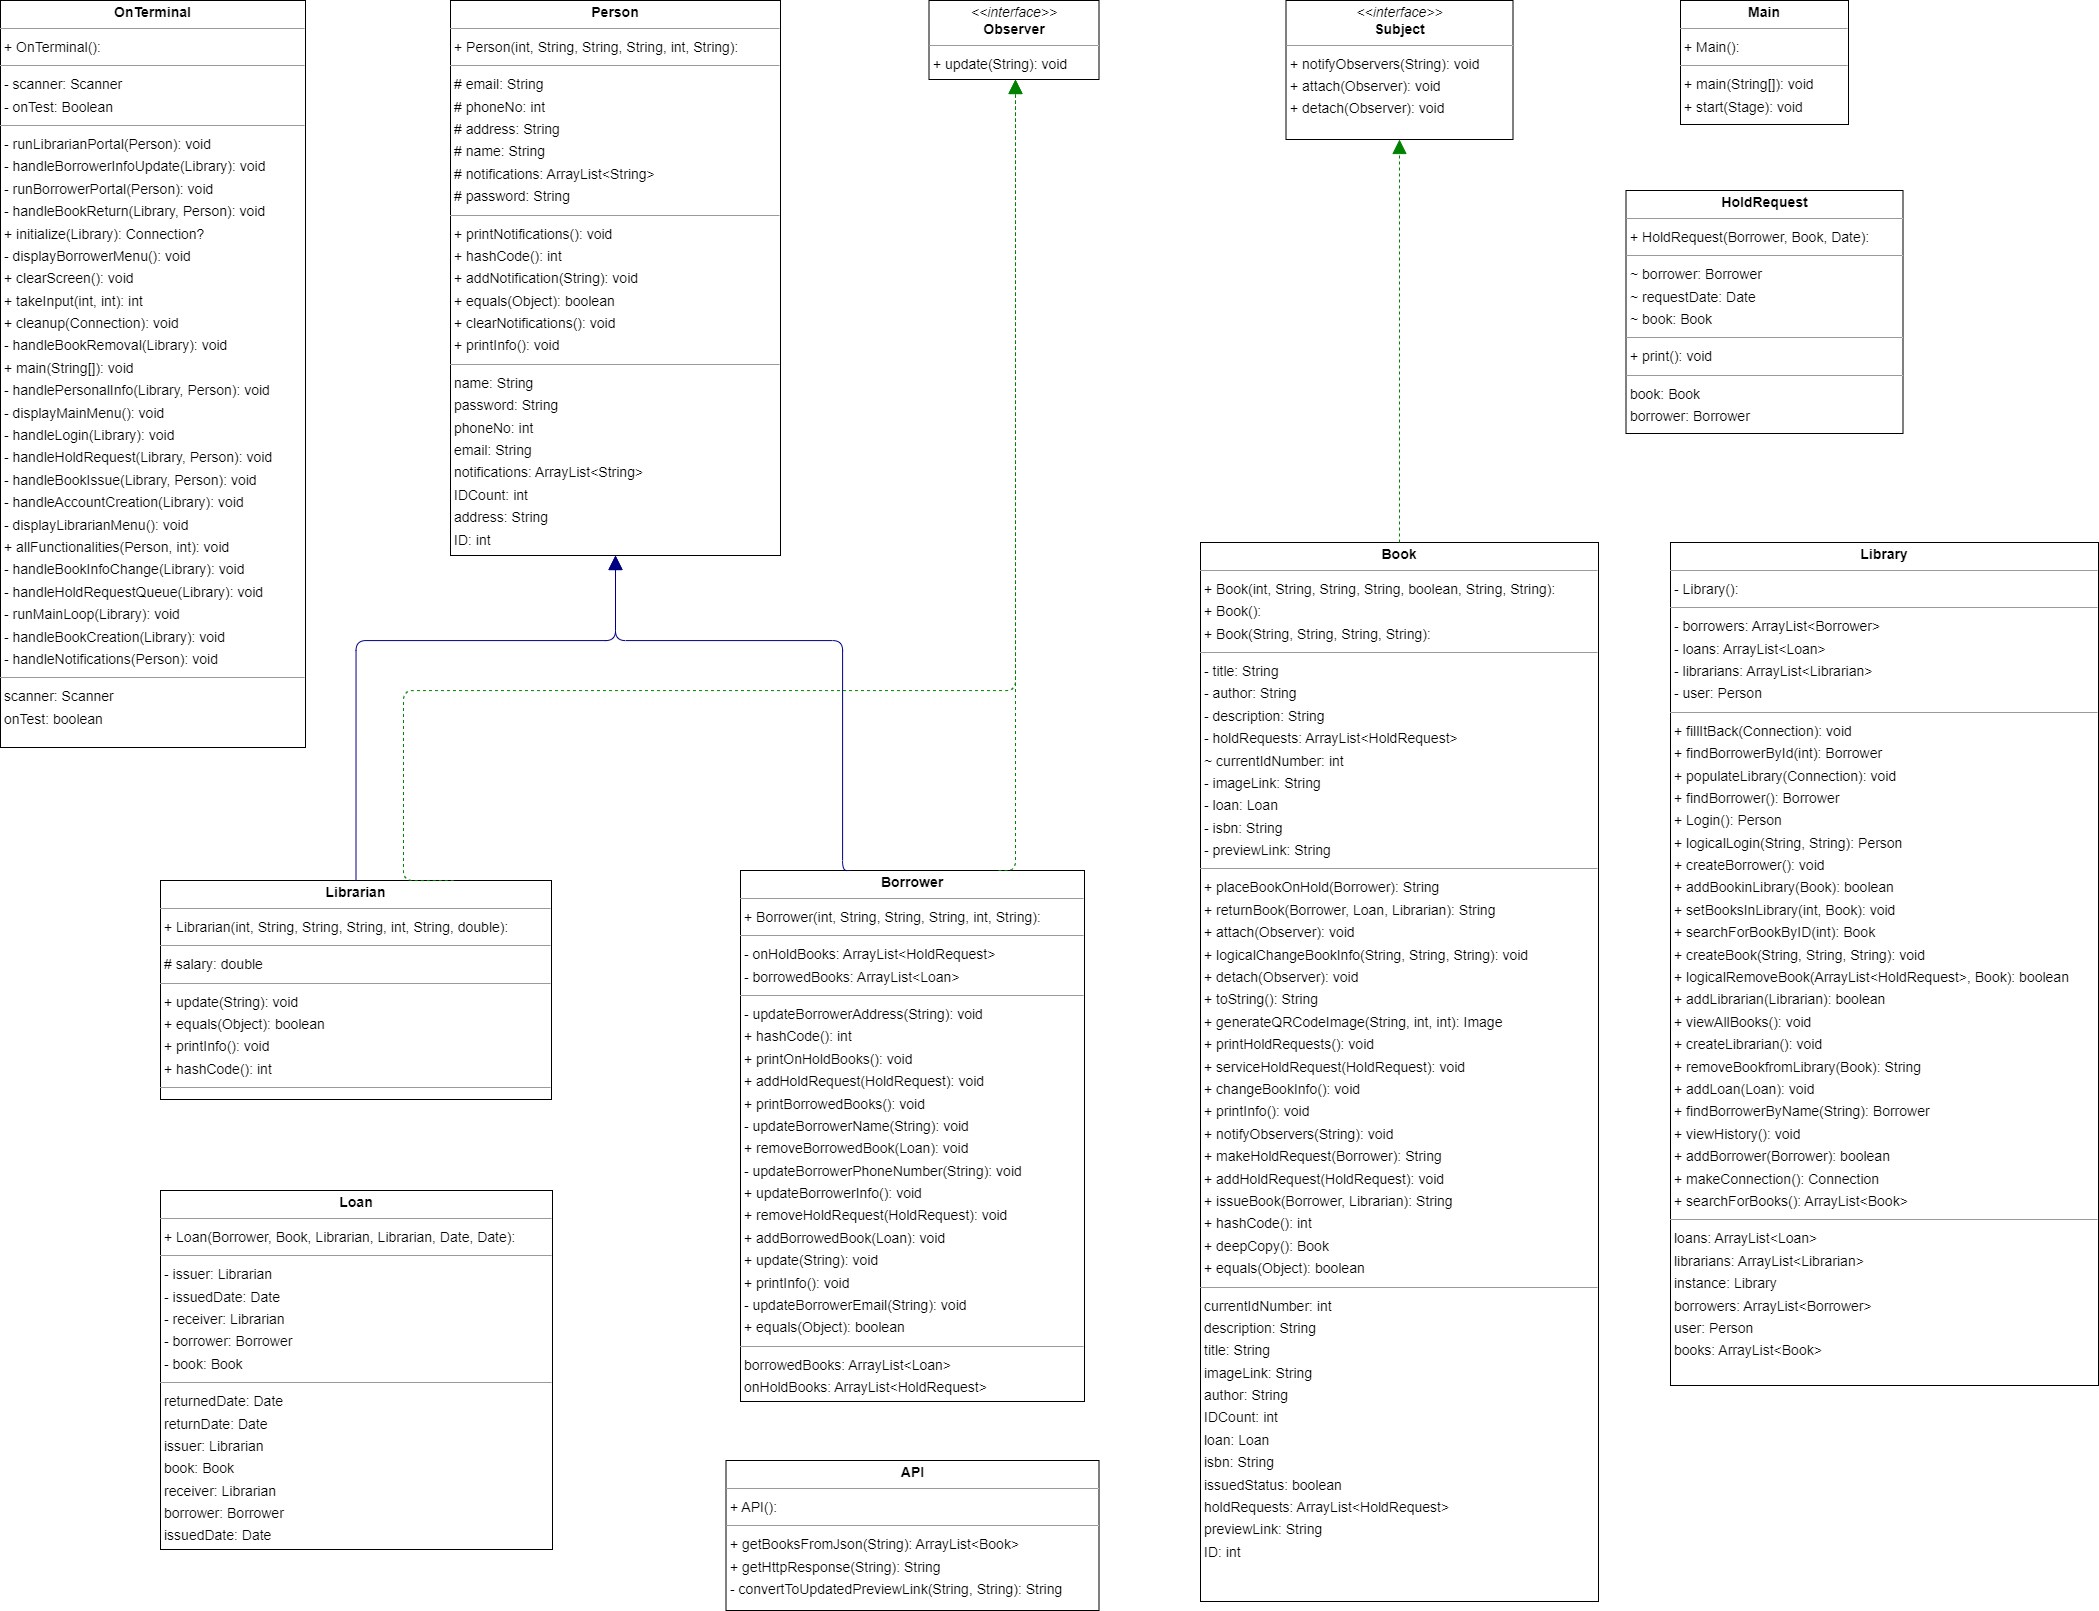 OnTerminal
+ OnTerminal():
- scanner: Scanner
- onTest: Boolean
- runLibrarianPortal(Person): void
- handleBorrowerInfoUpdate(Library): void
- runBorrowerPortal(Person): void
- handleBookReturn(Library, Person): void
+ initialize(Library): Connection?
- displayBorrowerMenu(): void
+ clearScreen(): void
+ takeInput(int, int): int
+ cleanup(Connection): void
- handleBookRemoval(Library): void
+ main(String[]): void
- handlePersonalInfo(Library, Person): void
- displayMainMenu(): void
- handleLogin(Library): void
- handleHoldRequest(Library, Person): void
- handleBookIssue(Library, Person): void
- handleAccountCreation(Library): void
- displayLibrarianMenu(): void
+ allFunctionalities(Person, int): void
- handleBookInfoChange(Library): void
- handleHoldRequestQueue(Library): void
- runMainLoop(Library): void
- handleBookCreation(Library): void
- handleNotifications(Person): void
scanner: Scanner
onTest: boolean
Person
+ Person(int, String, String, String, int, String):
# email: String
# phoneNo: int
# address: String
# name: String
# notifications: ArrayList<String>
# password: String
+ printNotifications(): void
+ hashCode(): int
+ addNotification(String): void
+ equals(Object): boolean
+ clearNotifications(): void
+ printInfo(): void
name: String
password: String
phoneNo: int
email: String
notifications: ArrayList<String>
IDCount: int
address: String
ID: int
<<interface>>
Observer
+ update(String): void
<<interface>>
Subject
+ notifyObservers(String): void
+ attach(Observer): void
+ detach(Observer): void
Main
+ Main():
+ main(String[]): void
+ start(Stage): void
HoldRequest
+ HoldRequest(Borrower, Book, Date):
~ borrower: Borrower
~ requestDate: Date
~ book: Book
+ print(): void
book: Book
borrower: Borrower
Librarian
+ Librarian(int, String, String, String, int, String, double):
# salary: double
+ update(String): void
+ equals(Object): boolean
+ printInfo(): void
+ hashCode(): int
Loan
+ Loan(Borrower, Book, Librarian, Librarian, Date, Date):
- issuer: Librarian
- issuedDate: Date
- receiver: Librarian
- borrower: Borrower
- book: Book
returnedDate: Date
returnDate: Date
issuer: Librarian
book: Book
receiver: Librarian
borrower: Borrower
issuedDate: Date
Borrower
+ Borrower(int, String, String, String, int, String):
- onHoldBooks: ArrayList<HoldRequest>
- borrowedBooks: ArrayList<Loan>
- updateBorrowerAddress(String): void
+ hashCode(): int
+ printOnHoldBooks(): void
+ addHoldRequest(HoldRequest): void
+ printBorrowedBooks(): void
- updateBorrowerName(String): void
+ removeBorrowedBook(Loan): void
- updateBorrowerPhoneNumber(String): void
+ updateBorrowerInfo(): void
+ removeHoldRequest(HoldRequest): void
+ addBorrowedBook(Loan): void
+ update(String): void
+ printInfo(): void
- updateBorrowerEmail(String): void
+ equals(Object): boolean
borrowedBooks: ArrayList<Loan>
onHoldBooks: ArrayList<HoldRequest>
API
+ API():
+ getBooksFromJson(String): ArrayList<Book>
+ getHttpResponse(String): String
- convertToUpdatedPreviewLink(String, String): String
Book
+ Book(int, String, String, String, boolean, String, String):
+ Book():
+ Book(String, String, String, String):
- title: String
- author: String
- description: String
- holdRequests: ArrayList<HoldRequest>
~ currentIdNumber: int
- imageLink: String
- loan: Loan
- isbn: String
- previewLink: String
+ placeBookOnHold(Borrower): String
+ returnBook(Borrower, Loan, Librarian): String
+ attach(Observer): void
+ logicalChangeBookInfo(String, String, String): void
+ detach(Observer): void
+ toString(): String
+ generateQRCodeImage(String, int, int): Image
+ printHoldRequests(): void
+ serviceHoldRequest(HoldRequest): void
+ changeBookInfo(): void
+ printInfo(): void
+ notifyObservers(String): void
+ makeHoldRequest(Borrower): String
+ addHoldRequest(HoldRequest): void
+ issueBook(Borrower, Librarian): String
+ hashCode(): int
+ deepCopy(): Book
+ equals(Object): boolean
currentIdNumber: int
description: String
title: String
imageLink: String
author: String
IDCount: int
loan: Loan
isbn: String
issuedStatus: boolean
holdRequests: ArrayList<HoldRequest>
previewLink: String
ID: int
Library
- Library():
- borrowers: ArrayList<Borrower>
- loans: ArrayList<Loan>
- librarians: ArrayList<Librarian>
- user: Person
+ fillItBack(Connection): void
+ findBorrowerById(int): Borrower
+ populateLibrary(Connection): void
+ findBorrower(): Borrower
+ Login(): Person
+ logicalLogin(String, String): Person
+ createBorrower(): void
+ addBookinLibrary(Book): boolean
+ setBooksInLibrary(int, Book): void
+ searchForBookByID(int): Book
+ createBook(String, String, String): void
+ logicalRemoveBook(ArrayList<HoldRequest>, Book): boolean
+ addLibrarian(Librarian): boolean
+ viewAllBooks(): void
+ createLibrarian(): void
+ removeBookfromLibrary(Book): String
+ addLoan(Loan): void
+ findBorrowerByName(String): Borrower
+ viewHistory(): void
+ addBorrower(Borrower): boolean
+ makeConnection(): Connection
+ searchForBooks(): ArrayList<Book>
loans: ArrayList<Loan>
librarians: ArrayList<Librarian>
instance: Library
borrowers: ArrayList<Borrower>
user: Person
books: ArrayList<Book>